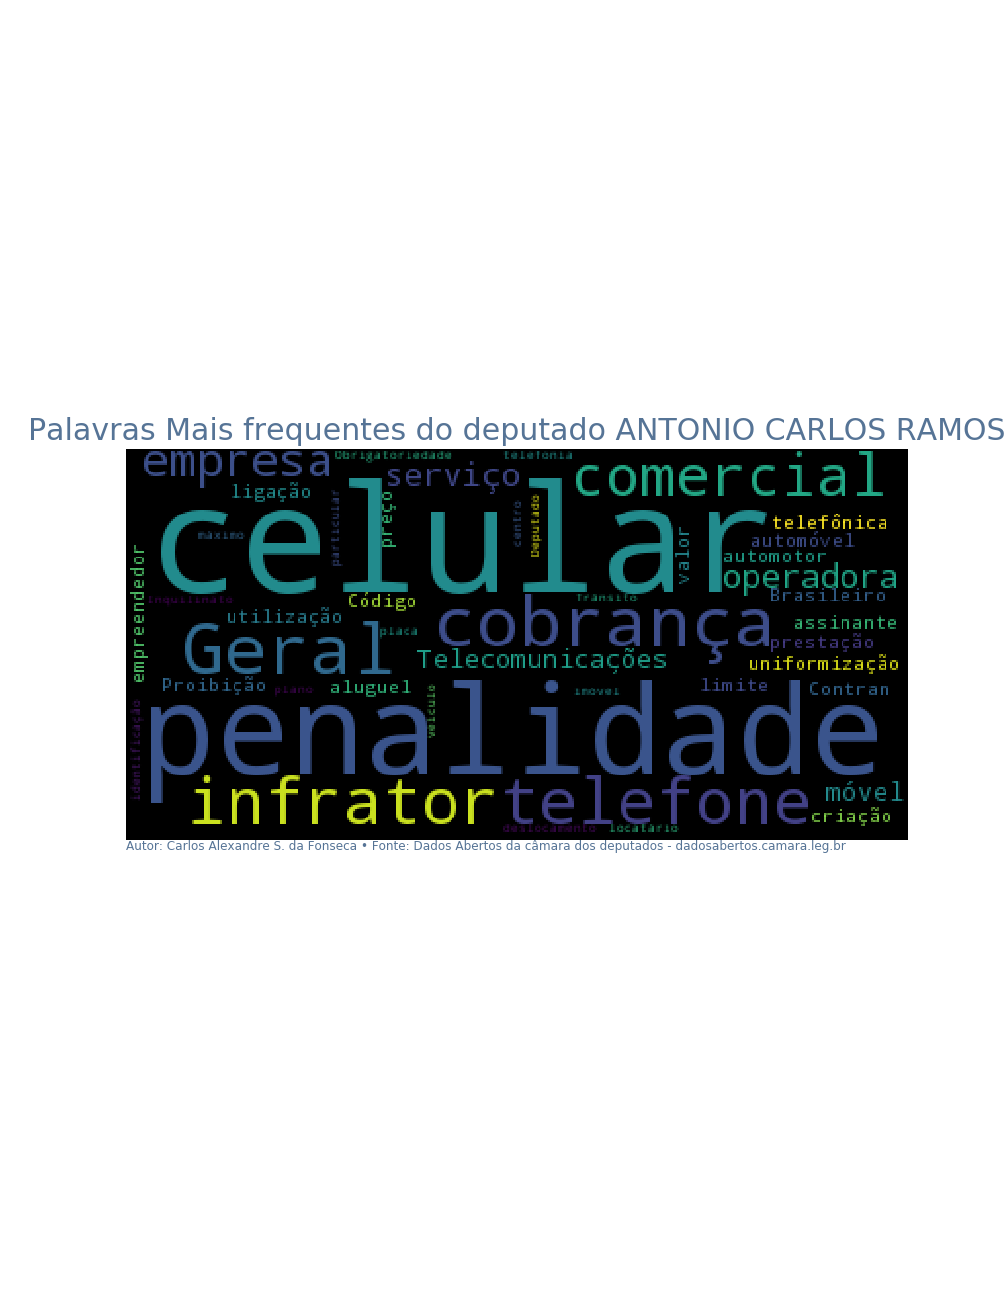 Palavras Mais frequentes do deputado ANTONIO CARLOS RAMOS
empresa
Obrigatoriedade
telefonia
serviço
comercial
ligação
celular
particular
preço
centro
Deputado
máximo
valor
telefônica
automóvel
automotor
operadora
empreendedor
inquilinato
Código
Trânsito
Brasileiro
utilização
cobrança
assinante
Geral
placa
prestação
Telecomunicações
uniformização
Proibição
plano
aluguel
veículo
imóvel
limite
Contran
identificação
penalidade
infrator
telefone
móvel
criação
deslocamento
locatário
Autor: Carlos Alexandre S. da Fonseca • Fonte: Dados Abertos da câmara dos deputados - dadosabertos.camara.leg.br